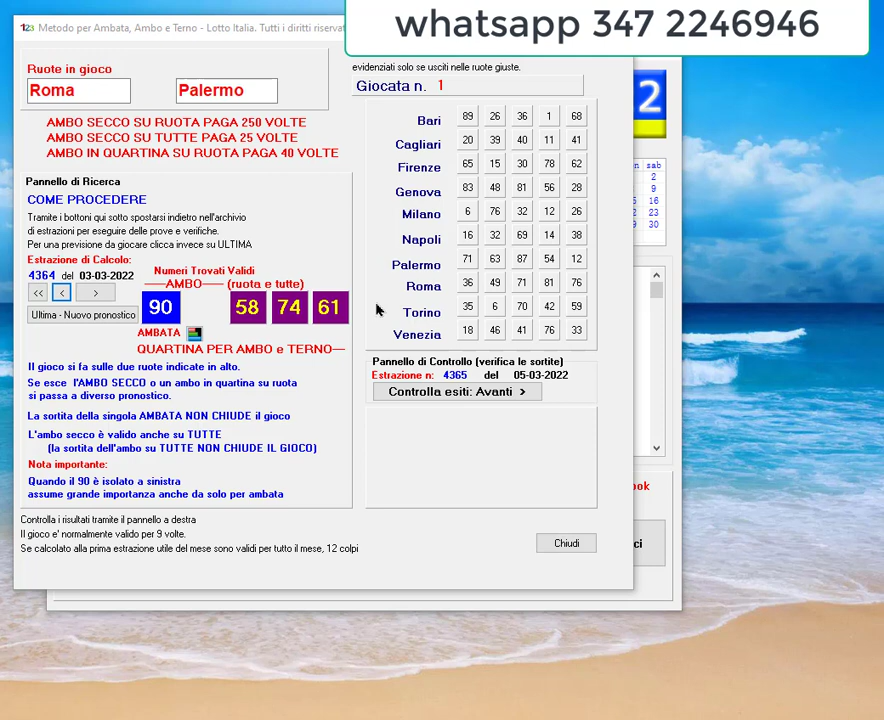 whatsapp 347 2246946
123 Metodo per Ambata, Ambo e Terno - Lotto Italia. Tutti i diritti riservat
Ruote in gioco
Roma Palermo
AMBO SECCO SU RUOTA PAGA 250 VOLTE
AMBO SECCO SU TUTTE PAGA 25 VOLTE
AMBO IN QUARTINA SU RUOTA PAGA 40 VOLTE
Pannello di Ricerca
COME PROCEDERE
Tramite i bottoni qui sotto spostarsi indietro nell'archivio
di estrazioni per eseguire delle prove e verifiche.
Per una previsione da giocare clicca invece su ULTIMA
Estrazione di Calcolo:
4364 del 03-03-2022
Numeri Trovati Validi
----AMBO---- (ruota e tutte)
<< < >
90 58 74 61
Ultima - Nuovo pronostico
AMBATA
QUARTINA PER AMBO e TERNO---
Il gioco si fa sulle due ruote indicate in alto.
Se esce l'AMBO SECCO o un ambo in quartina su ruota
si passa a diverso pronostico.
La sortita della singola AMBATA NON CHIUDE il gioco
L'ambo secco è valido anche su TUTTE
(la sortita dell'ambo su TUTTE NON CHIUDE IL GIOCO)
Nota importante:
Quando il 90 è isolato a sinistra
assume grande importanza anche da solo per ambata
Controlla i risultati tramite il pannello a destra
Il gioco e' normalmente valido per 9 volte.
Se calcolato alla prima estrazione utile del mese sono validi per tutto il mese, 12 colpi
evidenziati solo se usciti nelle ruote giuste.
Giocata n. 1
Bari 89 26 36 1 68
Cagliari 20 39 40 11 41
Firenze 65 15 30 78 62
Genova 83 48 81 56 28
Milano 6 76 32 12 26
Napoli 16 32 69 14 38
Palermo 71 63 87 54 12
Roma 36 49 71 81 76
Torino 35 6 70 42 59
Venezia 18 46 41 76 33
Pannello di Controllo (verifica le sortite)
Estrazione n: 4365 del 05-03-2022
Controlla esiti: Avanti >
Chiudi
2
n sab
2
9
5 16
2 23
9 30
ook
ci